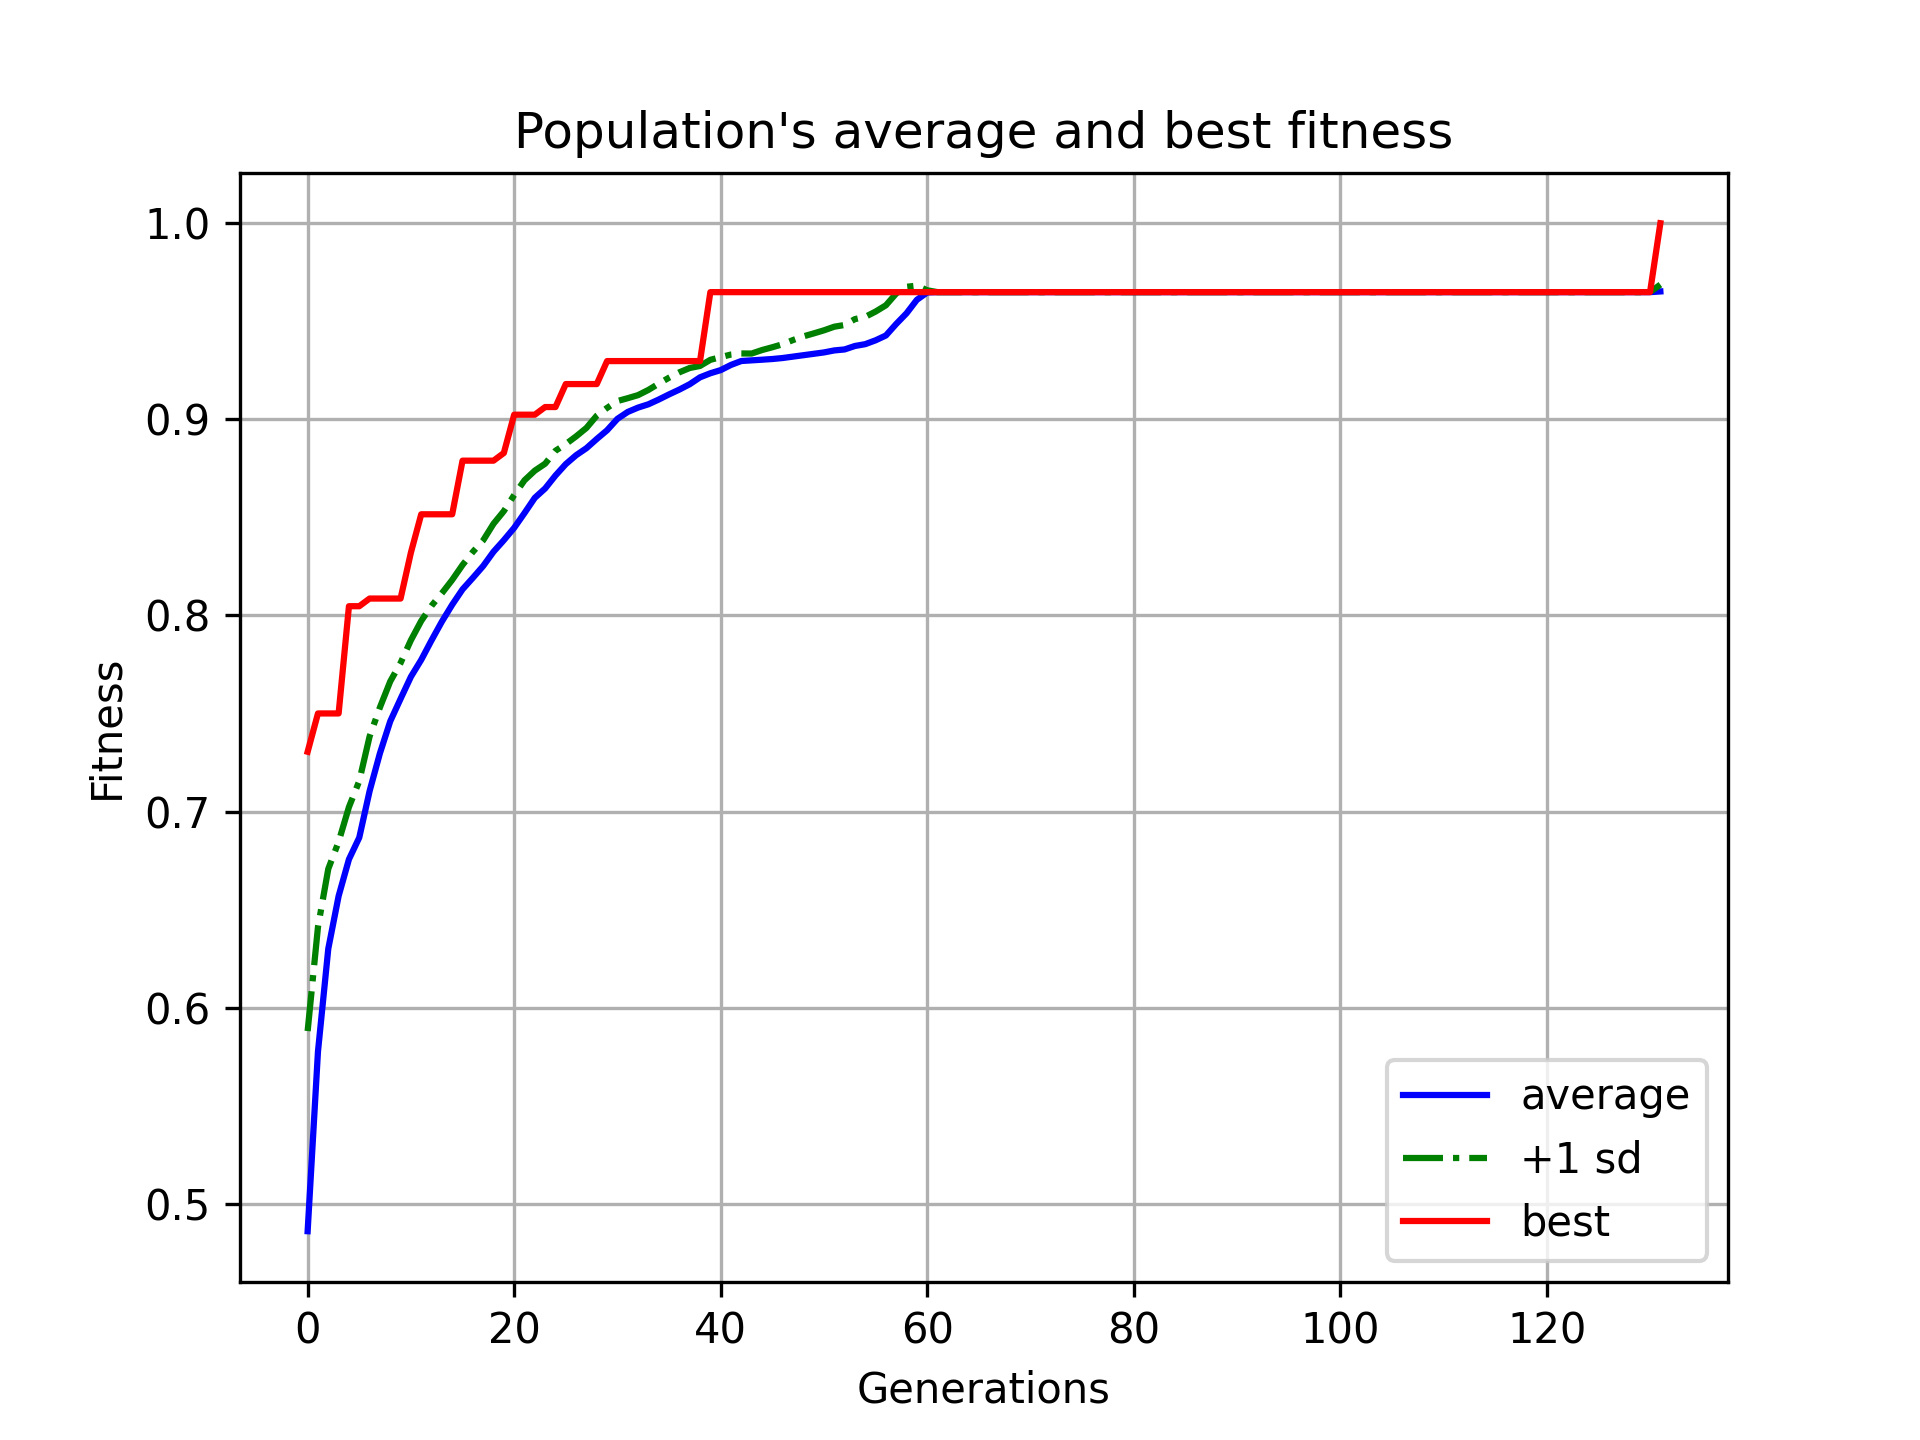 Population's average and best fitness
1.0
0.9
0.8
0.7
0.6
0.5
Fitness
average
+1 sd
best
0 20 40 60 80 100 120
Generations